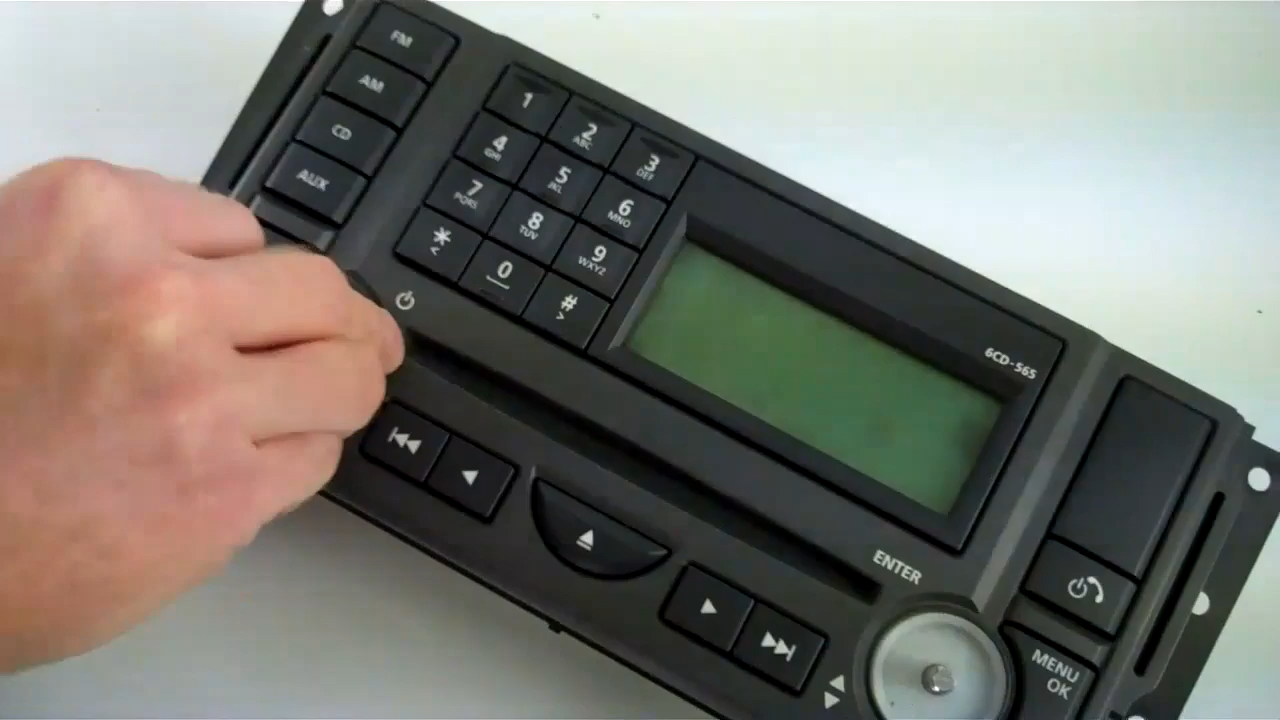 FM
AM
CD
AUX
1
2
ABC
3
DEF
4
GHI
5
JKL
6
MNO
7
PQRS
8
TUV
9
WXYZ
*
<
0
#
>
6CD-565
ENTER
MENU
OK